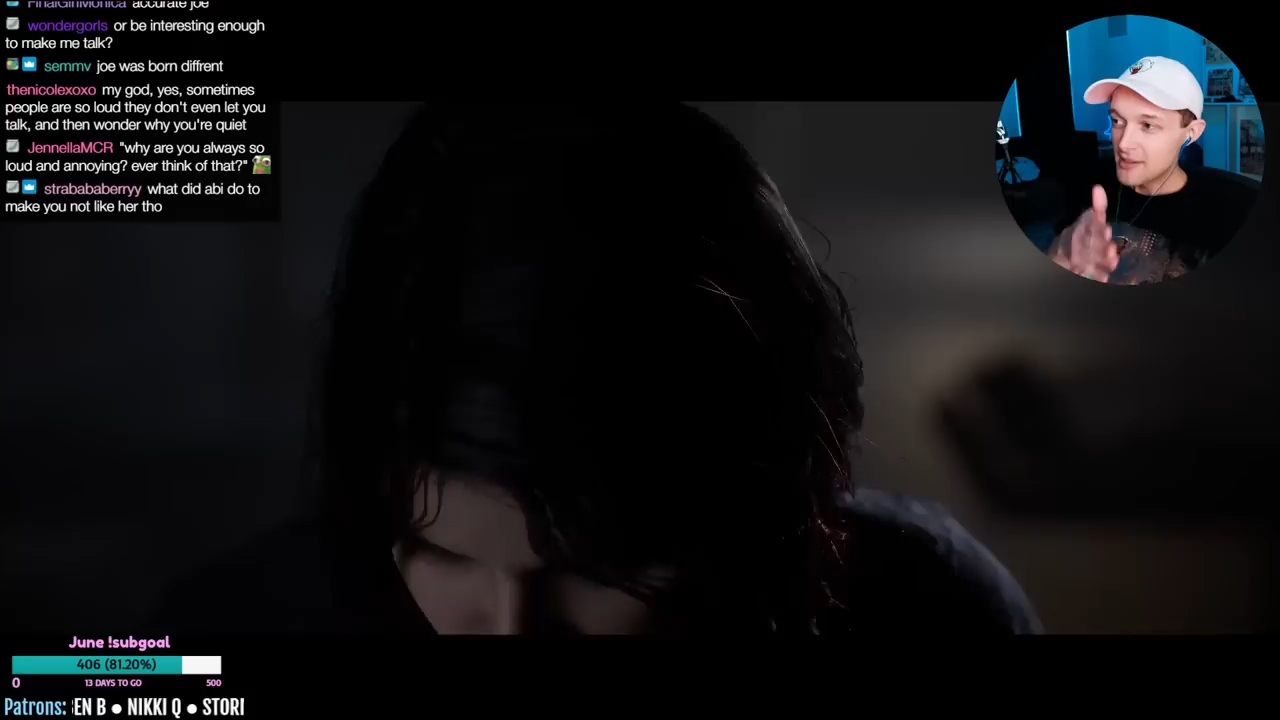 FinalGirlMonica accurate joe
wondergorls or be interesting enough
to make me talk?
semmv joe was born diffrent
thenicolexoxo my god, yes, sometimes
people are so loud they don't even let you
talk, and then wonder why you're quiet
JennellaMCR "why are you always so
loud and annoying? ever think of that?"
strabababerryy what did abi do to
make you not like her tho
June !subgoal
406 (81.20%)
0 13 DAYS TO GO 500
Patrons: EN B ● NIKKI Q ● STORI